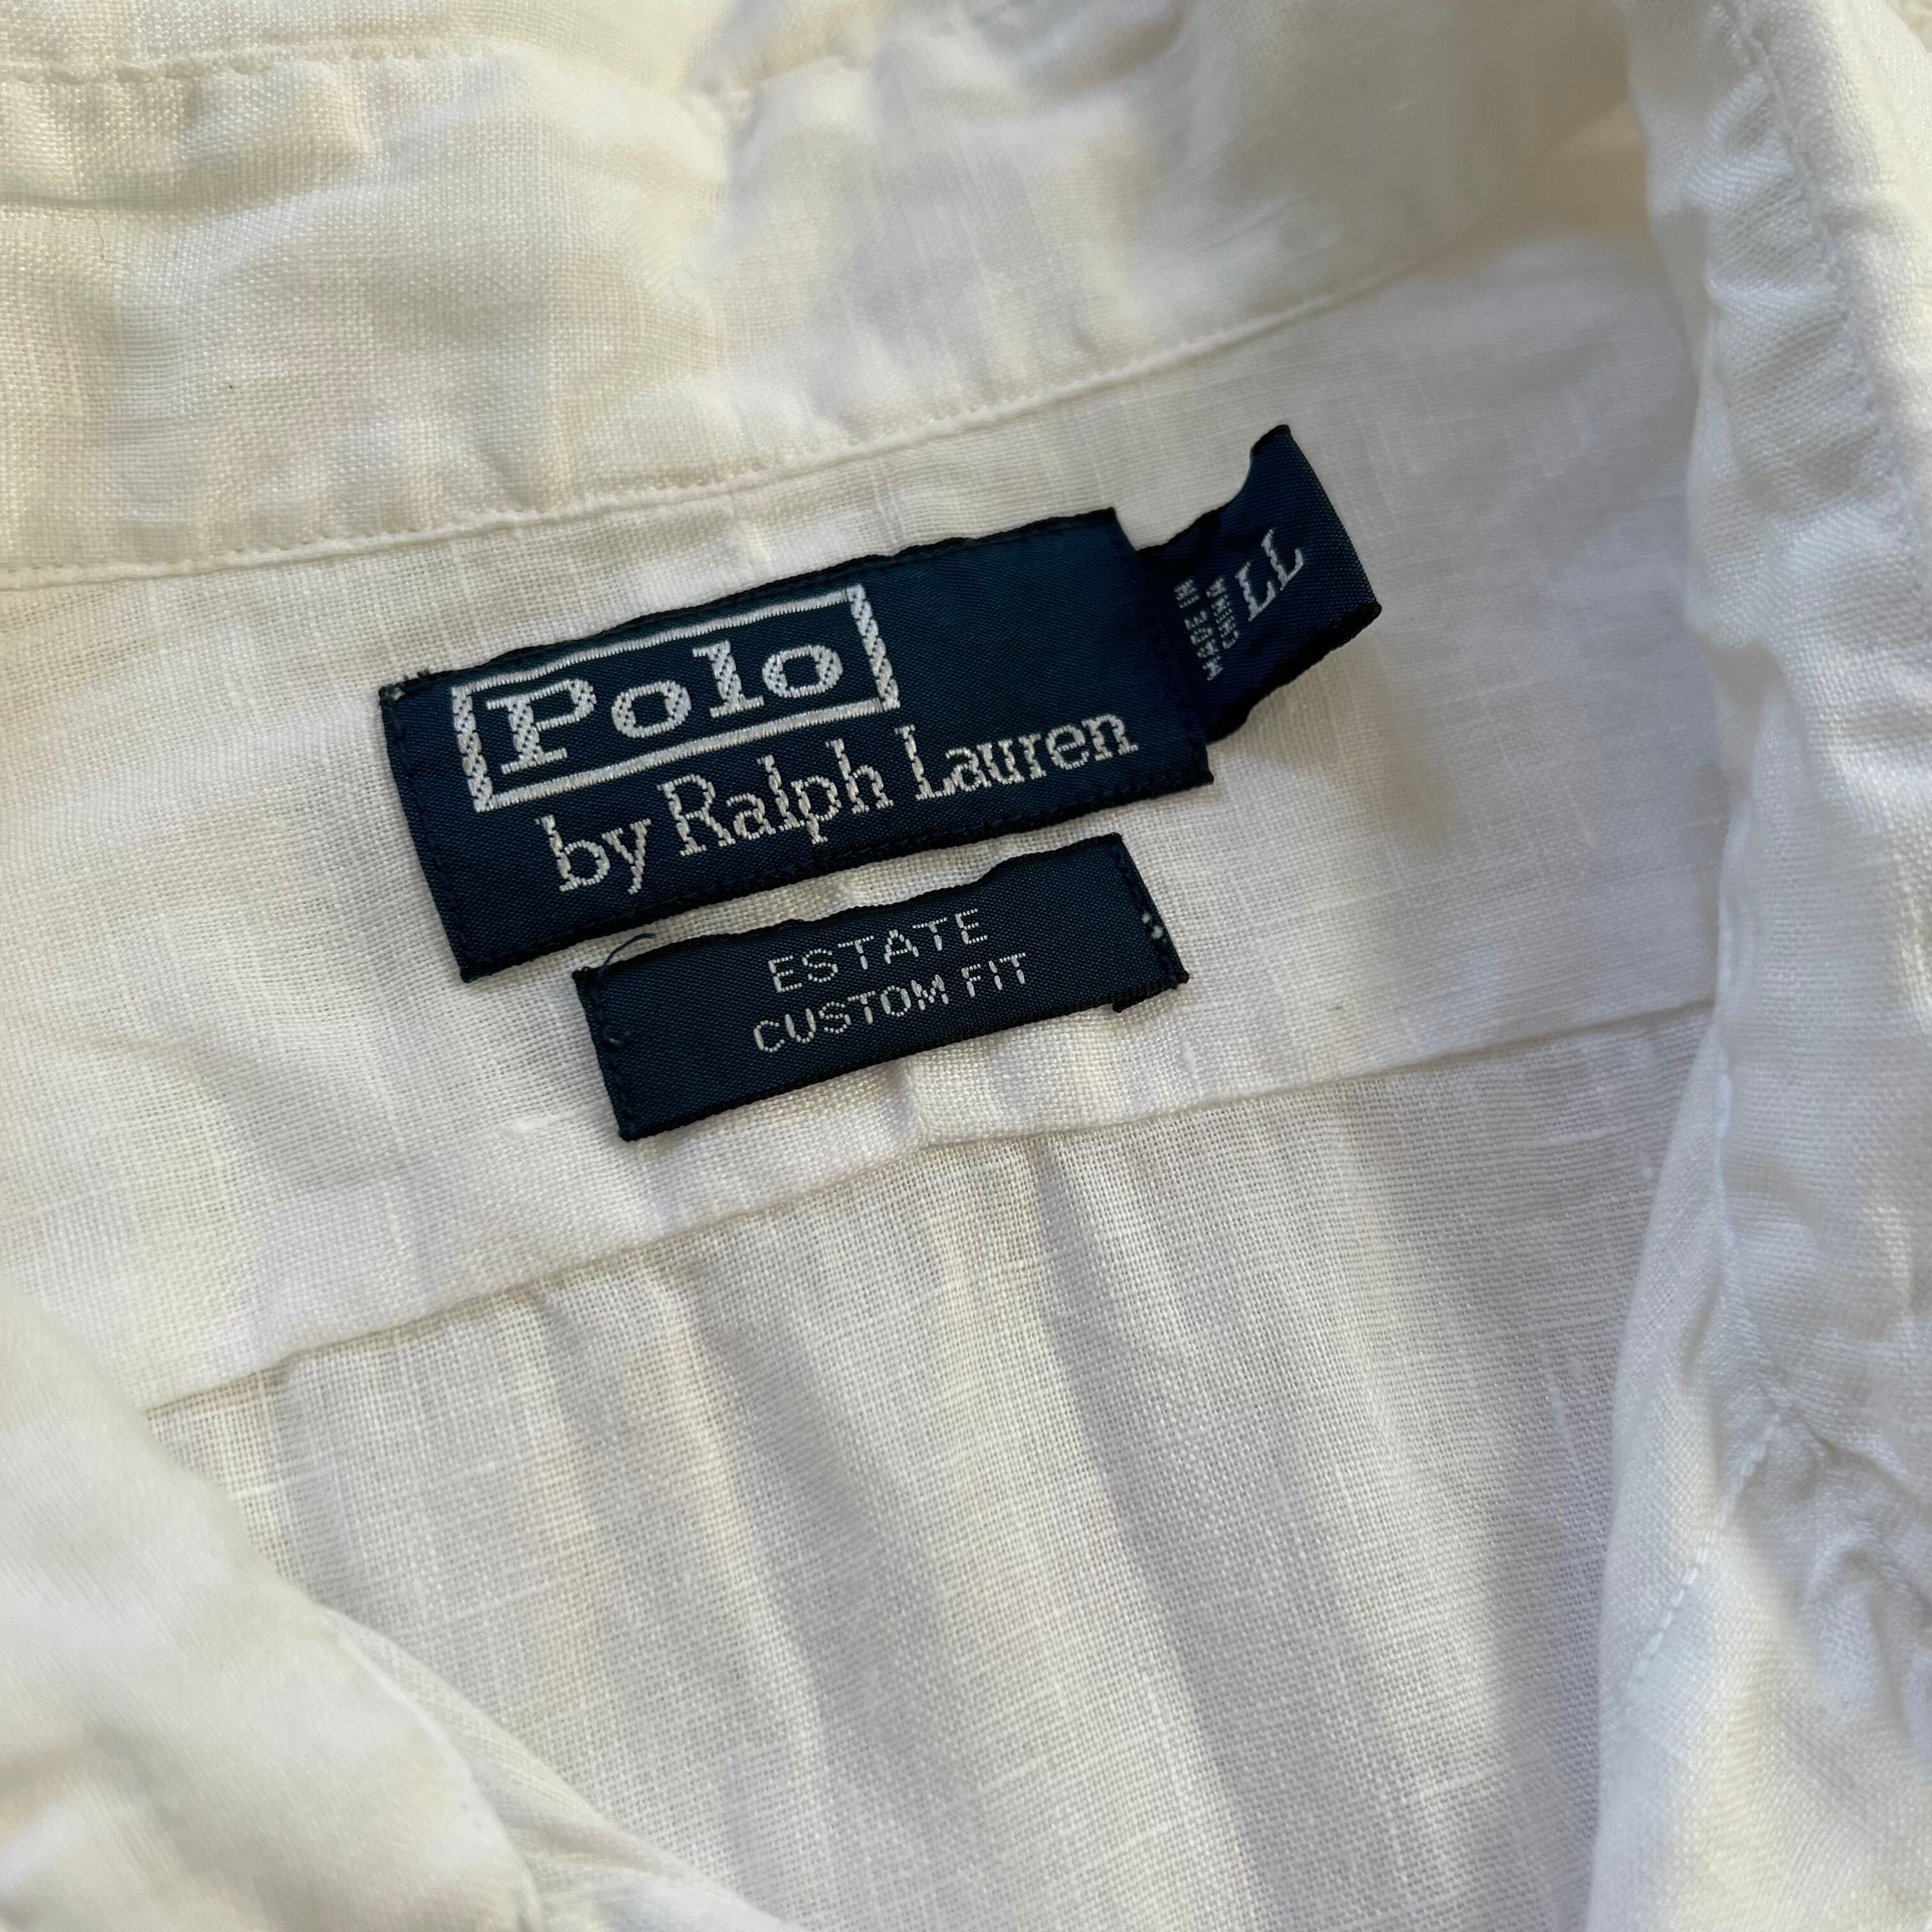 Polo
by Ralph Lauren
MADE IN
CHINA
LL
ESTATE
CUSTOM FIT